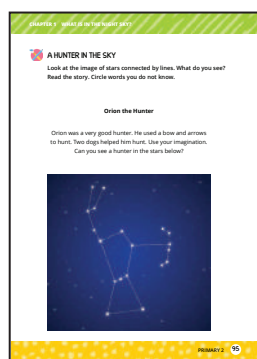 CHAPTER 3 WHAT IS IN THE NIGHT SKY?
A HUNTER IN THE SKY
Look at the image of stars connected by lines. What do you see?
Read the story. Circle words you do not know.
Orion the Hunter
Orion was a very good hunter. He used a bow and arrows
to hunt. Two dogs helped him hunt. Use your imagination.
Can you see a hunter in the stars below?
PRIMARY 2 95